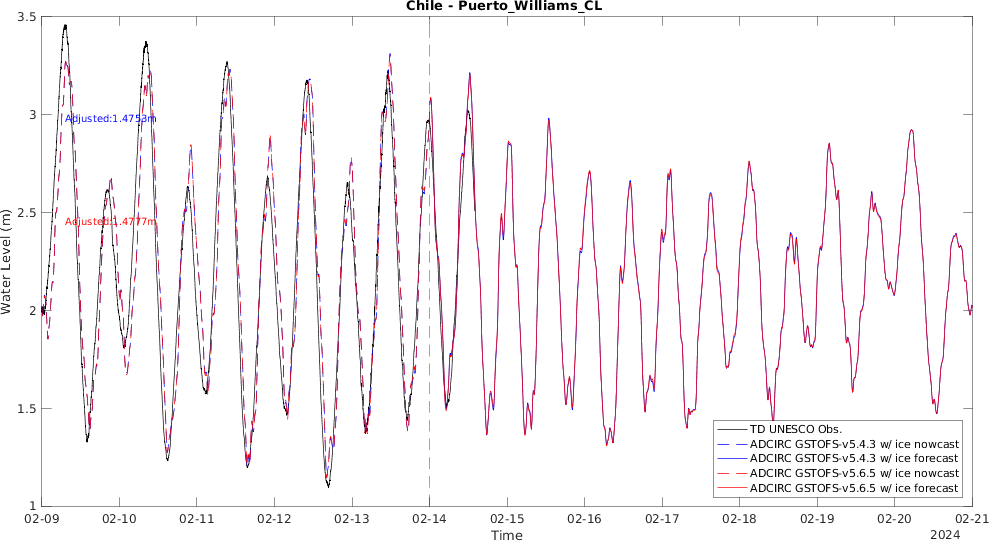 Chile - Puerto_Williams_CL
Water Level (m)
3.5
3
2.5
2
1.5
1
Adjusted:1.4753m
Adjusted:1.4777m
TD UNESCO Obs.
ADCIRC GSTOFS-v5.4.3 w/ ice nowcast
ADCIRC GSTOFS-v5.4.3 w/ ice forecast
ADCIRC GSTOFS-v5.6.5 w/ ice nowcast
ADCIRC GSTOFS-v5.6.5 w/ ice forecast
02-09 02-10 02-11 02-12 02-13 02-14 02-15 02-16 02-17 02-18 02-19 02-20 02-21
Time
2024